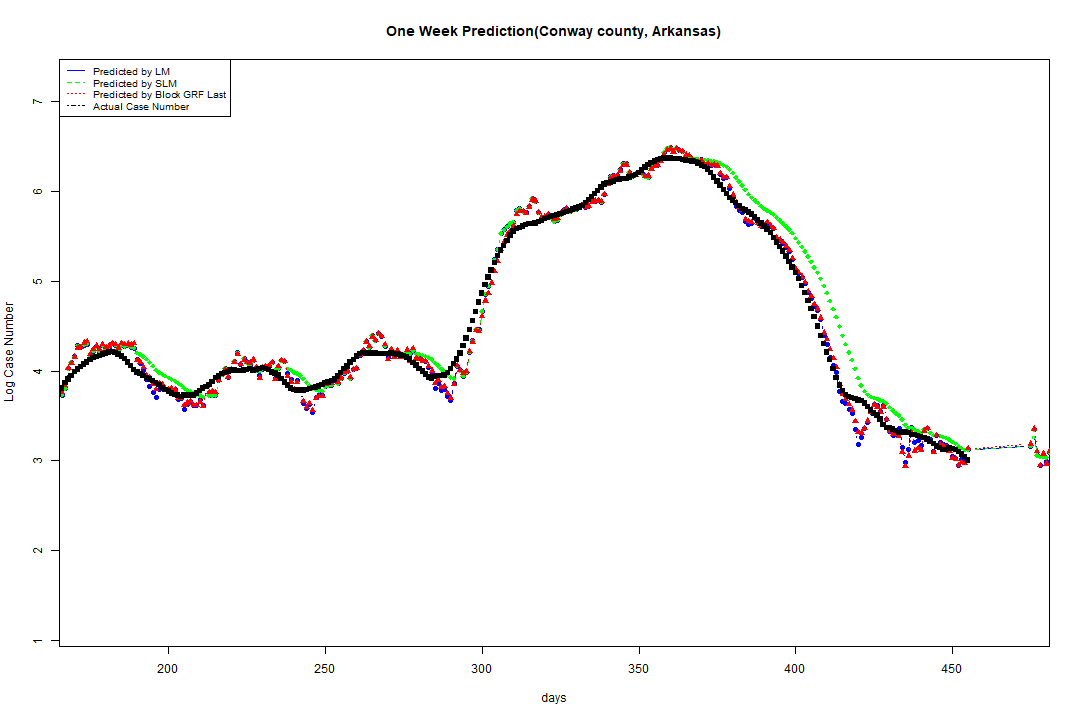 One Week Prediction(Conway county, Arkansas)
Predicted by LM
Predicted by SLM
Predicted by Block GRF Last
Actual Case Number
7
6
5
4
3
2
1
Log Case Number
200 250 300 350 400 450
days